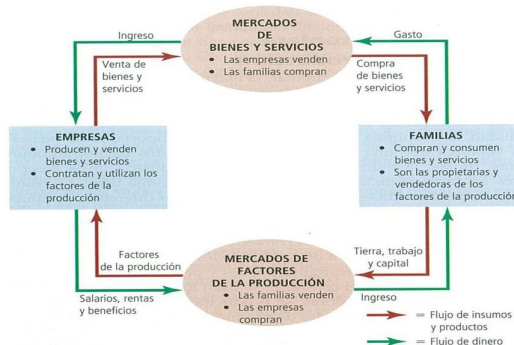 MERCADOS
DE
BIENES Y SERVICIOS
• Las empresas venden
• Las familias compran
Ingreso
Gasto
Venta de
bienes y
servicios
Compra
de bienes
y servicios
EMPRESAS
• Producen y venden
bienes y servicios
• Contratan y utilizan los
factores de la
producción
FAMILIAS
• Compran y consumen
bienes y servicios
• Son las propietarias y
vendedoras de los
factores de la producción
Factores
de la producción
Tierra, trabajo
y capital
MERCADOS DE
FACTORES
DE LA PRODUCCIÓN
• Las familias venden
• Las empresas
compran
Salarios, rentas
y beneficios
Ingreso
= Flujo de insumos
y productos
= Flujo de dinero